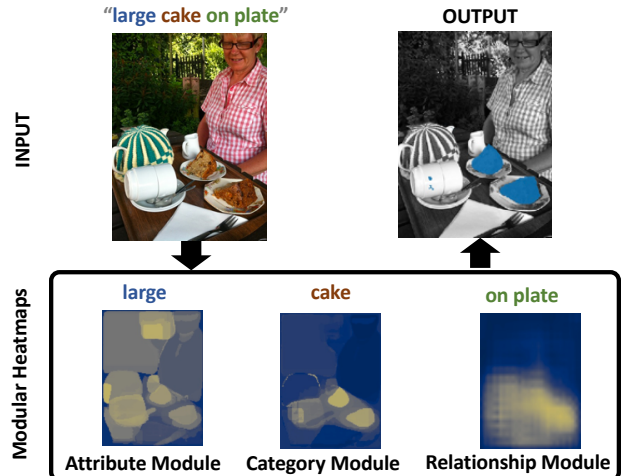 “large cake on plate”
OUTPUT
INPUT
large
cake
on plate
Modular Heatmaps
Attribute Module
Category Module
Relationship Module